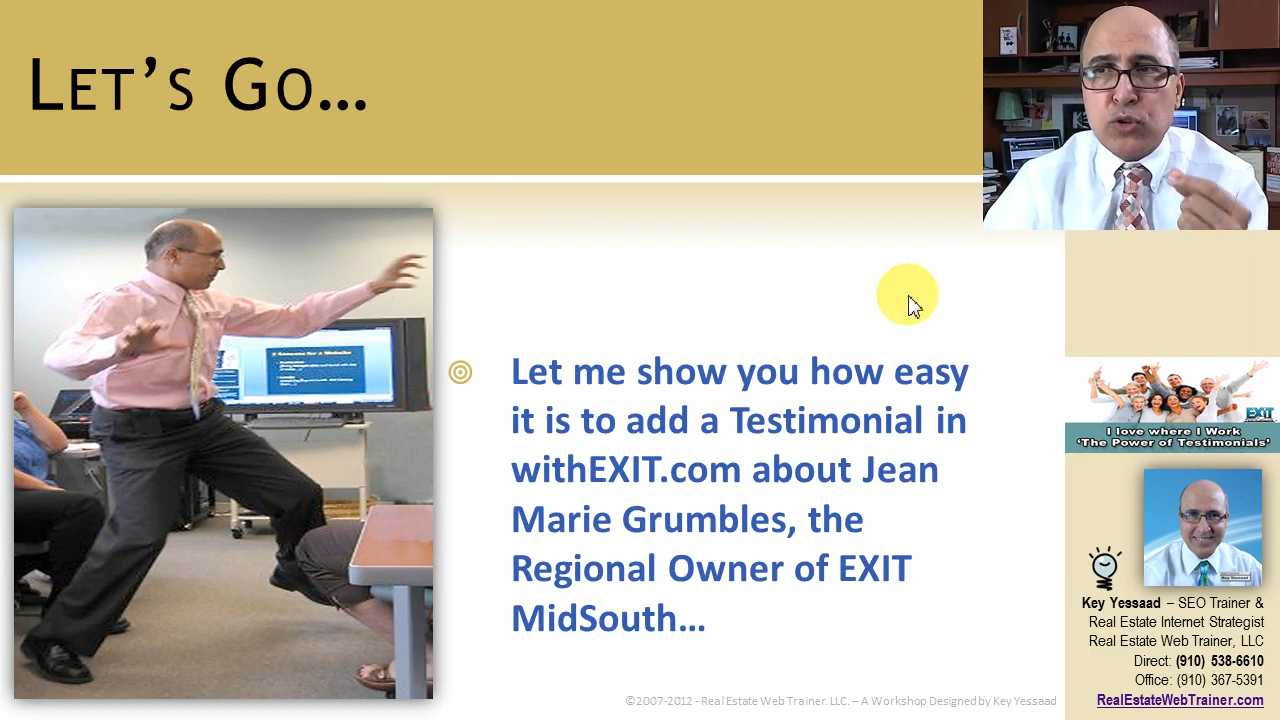 Let's Go...
Let me show you how easy
it is to add a Testimonial in
withEXIT.com about Jean
Marie Grumbles, the
Regional Owner of EXIT
MidSouth...
EXIT
I love where I Work
'The Power of Testimonials'
Key Yessaad
Key Yessaad – SEO Trainer &
Real Estate Internet Strategist
Real Estate Web Trainer, LLC
Direct: (910) 538-6610
Office: (910) 367-5391
RealEstateWebTrainer.com
©2007-2012 - Real Estate Web Trainer. LLC. – A Workshop Designed by Key Yessaad